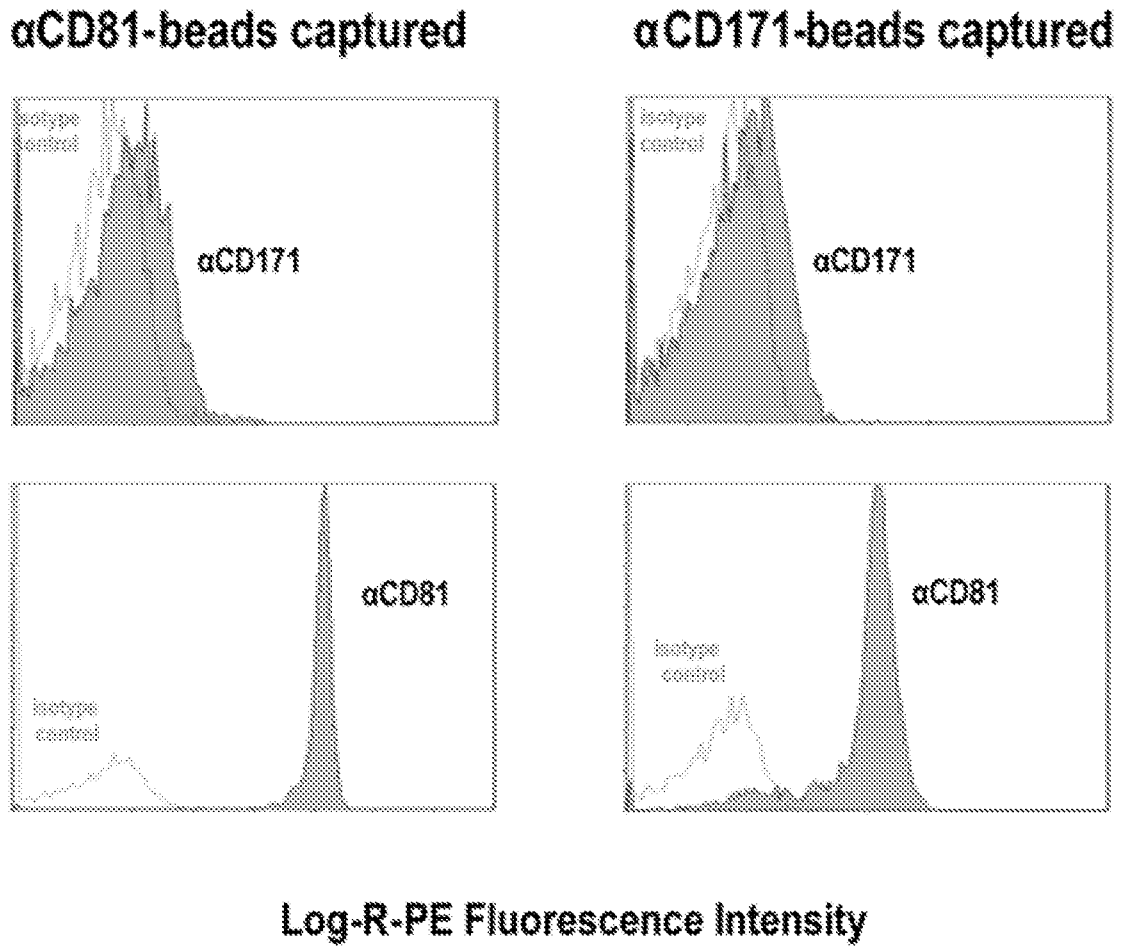 αCD81-beads captured
αCD171-beads captured
isotype
control
αCD171
isotype
control
αCD171
isotype
control
αCD81
isotype
control
αCD81
Log-R-PE Fluorescence Intensity